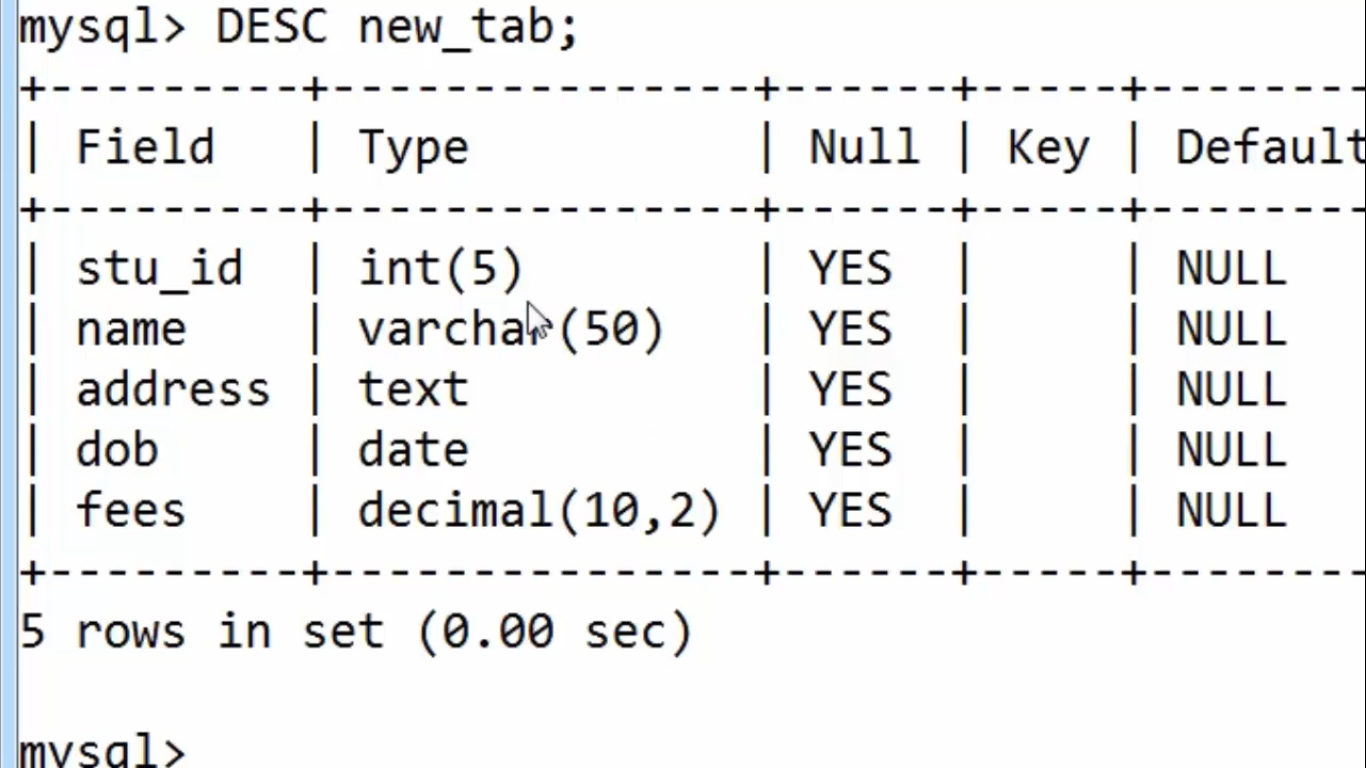 mysql> DESC new_tab;
+---------+---------------+------+-----+--------
| Field   | Type          | Null | Key | Default
+---------+---------------+------+-----+--------
| stu_id  | int(5)        | YES  |     | NULL
| name    | varchar(50)   | YES  |     | NULL
| address | text          | YES  |     | NULL
| dob     | date          | YES  |     | NULL
| fees    | decimal(10,2) | YES  |     | NULL
+---------+---------------+------+-----+--------
5 rows in set (0.00 sec)
mysql>